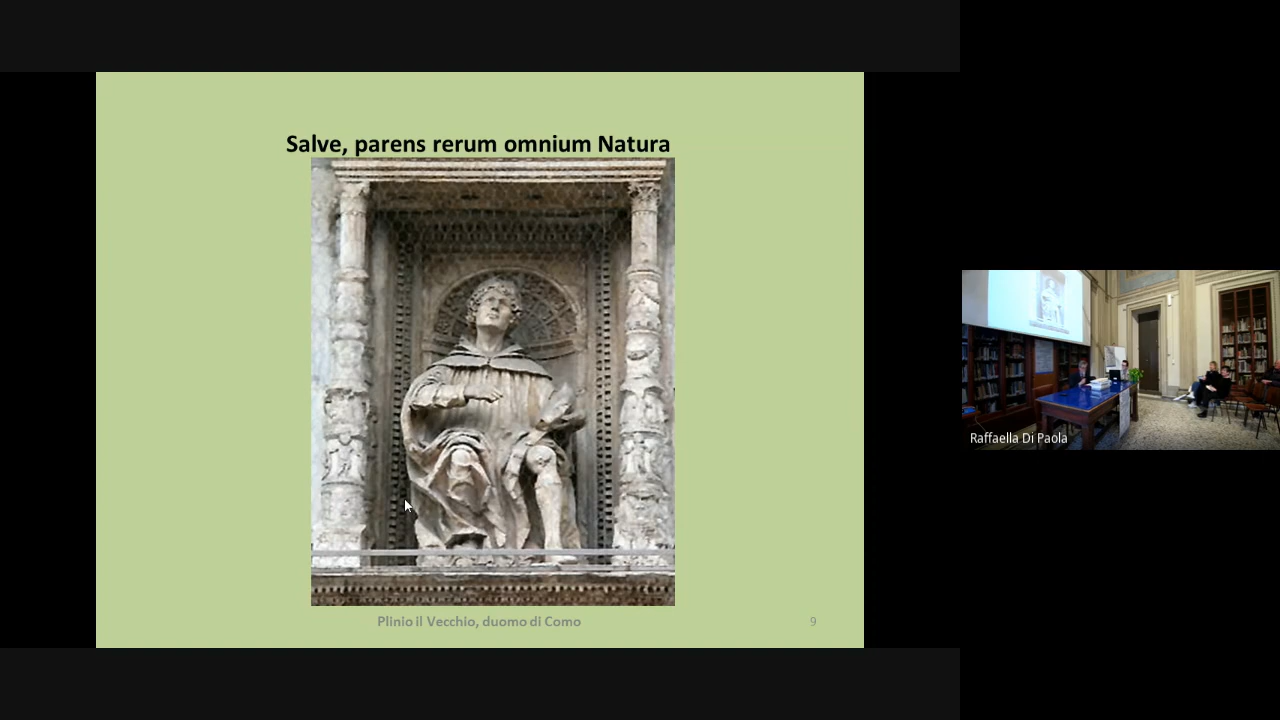 Salve, parens rerum omnium Natura
Plinio il Vecchio, duomo di Como
9
Raffaella Di Paola